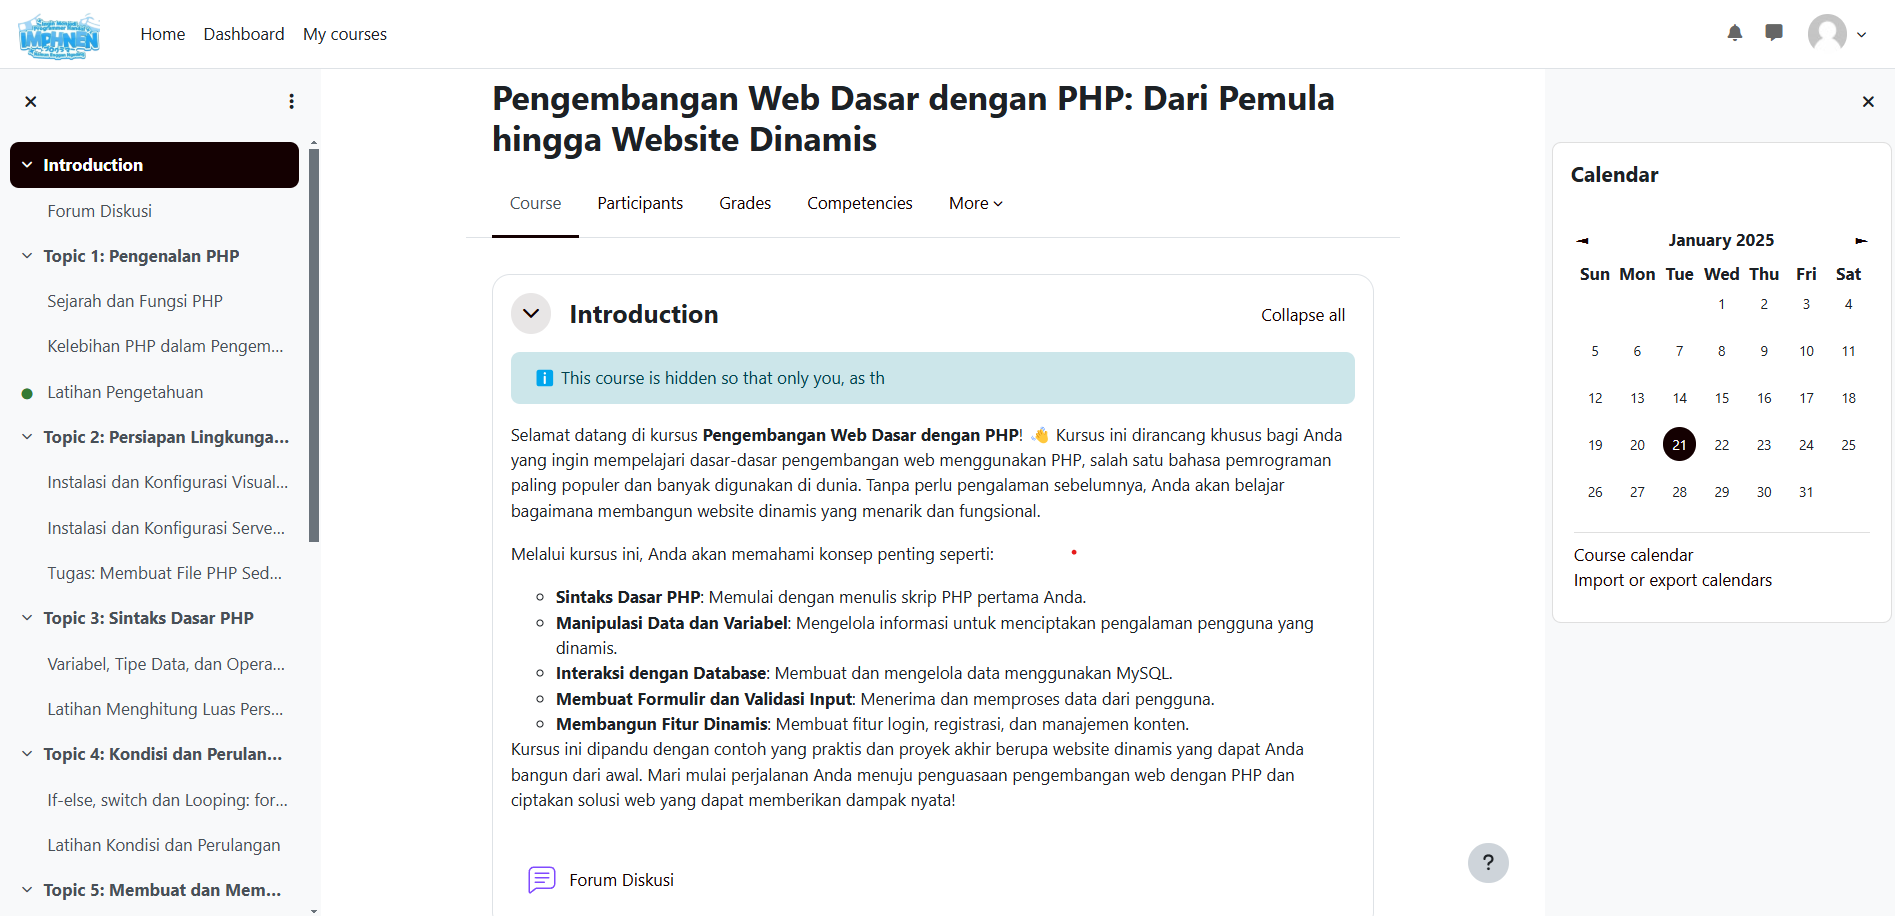 IMPHNEN
Home
Dashboard
My courses
Introduction
Forum Diskusi
Topic 1: Pengenalan PHP
Sejarah dan Fungsi PHP
Kelebihan PHP dalam Pengem...
Latihan Pengetahuan
Topic 2: Persiapan Lingkunga...
Instalasi dan Konfigurasi Visual...
Instalasi dan Konfigurasi Serve...
Tugas: Membuat File PHP Sed...
Topic 3: Sintaks Dasar PHP
Variabel, Tipe Data, dan Opera...
Latihan Menghitung Luas Pers...
Topic 4: Kondisi dan Perulan...
If-else, switch dan Looping: for...
Latihan Kondisi dan Perulangan
Topic 5: Membuat dan Mem...
Pengembangan Web Dasar dengan PHP: Dari Pemula
hingga Website Dinamis
Course
Participants
Grades
Competencies
More
Introduction
Collapse all
This course is hidden so that only you, as th
Selamat datang di kursus Pengembangan Web Dasar dengan PHP! 👋 Kursus ini dirancang khusus bagi Anda
yang ingin mempelajari dasar-dasar pengembangan web menggunakan PHP, salah satu bahasa pemrograman
paling populer dan banyak digunakan di dunia. Tanpa perlu pengalaman sebelumnya, Anda akan belajar
bagaimana membangun website dinamis yang menarik dan fungsional.
Melalui kursus ini, Anda akan memahami konsep penting seperti:
Sintaks Dasar PHP: Memulai dengan menulis skrip PHP pertama Anda.
Manipulasi Data dan Variabel: Mengelola informasi untuk menciptakan pengalaman pengguna yang
dinamis.
Interaksi dengan Database: Membuat dan mengelola data menggunakan MySQL.
Membuat Formulir dan Validasi Input: Menerima dan memproses data dari pengguna.
Membangun Fitur Dinamis: Membuat fitur login, registrasi, dan manajemen konten.
Kursus ini dipandu dengan contoh yang praktis dan proyek akhir berupa website dinamis yang dapat Anda
bangun dari awal. Mari mulai perjalanan Anda menuju penguasaan pengembangan web dengan PHP dan
ciptakan solusi web yang dapat memberikan dampak nyata!
Forum Diskusi
?
Calendar
January 2025
Sun Mon Tue Wed Thu Fri Sat
1 2 3 4
5 6 7 8 9 10 11
12 13 14 15 16 17 18
19 20 21 22 23 24 25
26 27 28 29 30 31
Course calendar
Import or export calendars